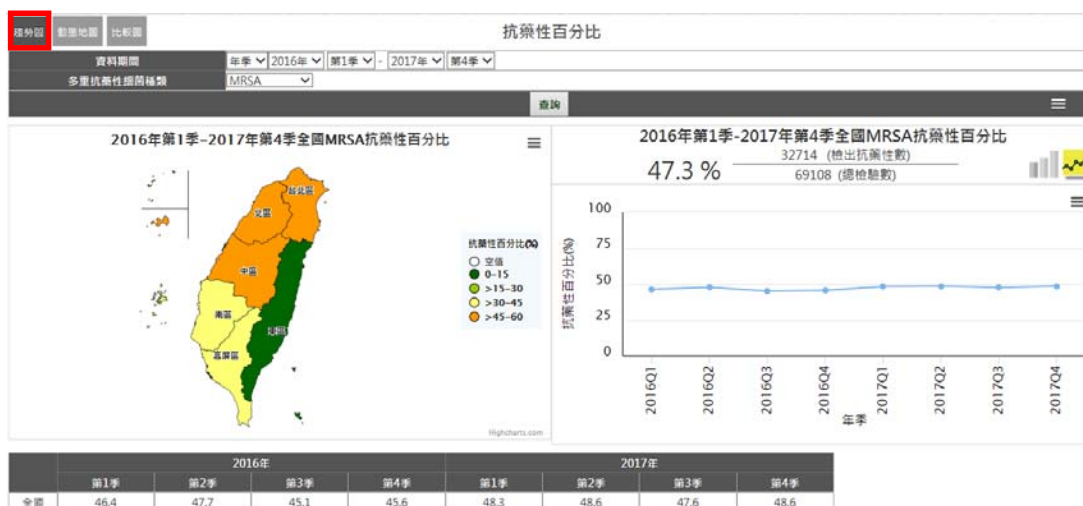 趨勢圖 動態地圖 比較圖
抗藥性百分比
資料期間 年季 2016年 第1季 - 2017年 第4季
多重抗藥性細菌種類 MRSA
查詢
2016年第1季-2017年第4季全國MRSA抗藥性百分比
台北區
北區
中區
南區
東區
高屏區
抗藥性百分比(%)
空值
0-15
>15-30
>30-45
>45-60
Highcharts.com
2016年第1季-2017年第4季全國MRSA抗藥性百分比
47.3 %
32714 (檢出抗藥性數)
69108 (總檢驗數)
抗藥性百分比(%)
100
75
50
25
0
2016Q1 2016Q2 2016Q3 2016Q4 2017Q1 2017Q2 2017Q3 2017Q4
年季
2016年 2017年
第1季 第2季 第3季 第4季 第1季 第2季 第3季 第4季
全國 46.4 47.7 45.1 45.6 48.3 48.6 47.6 48.6